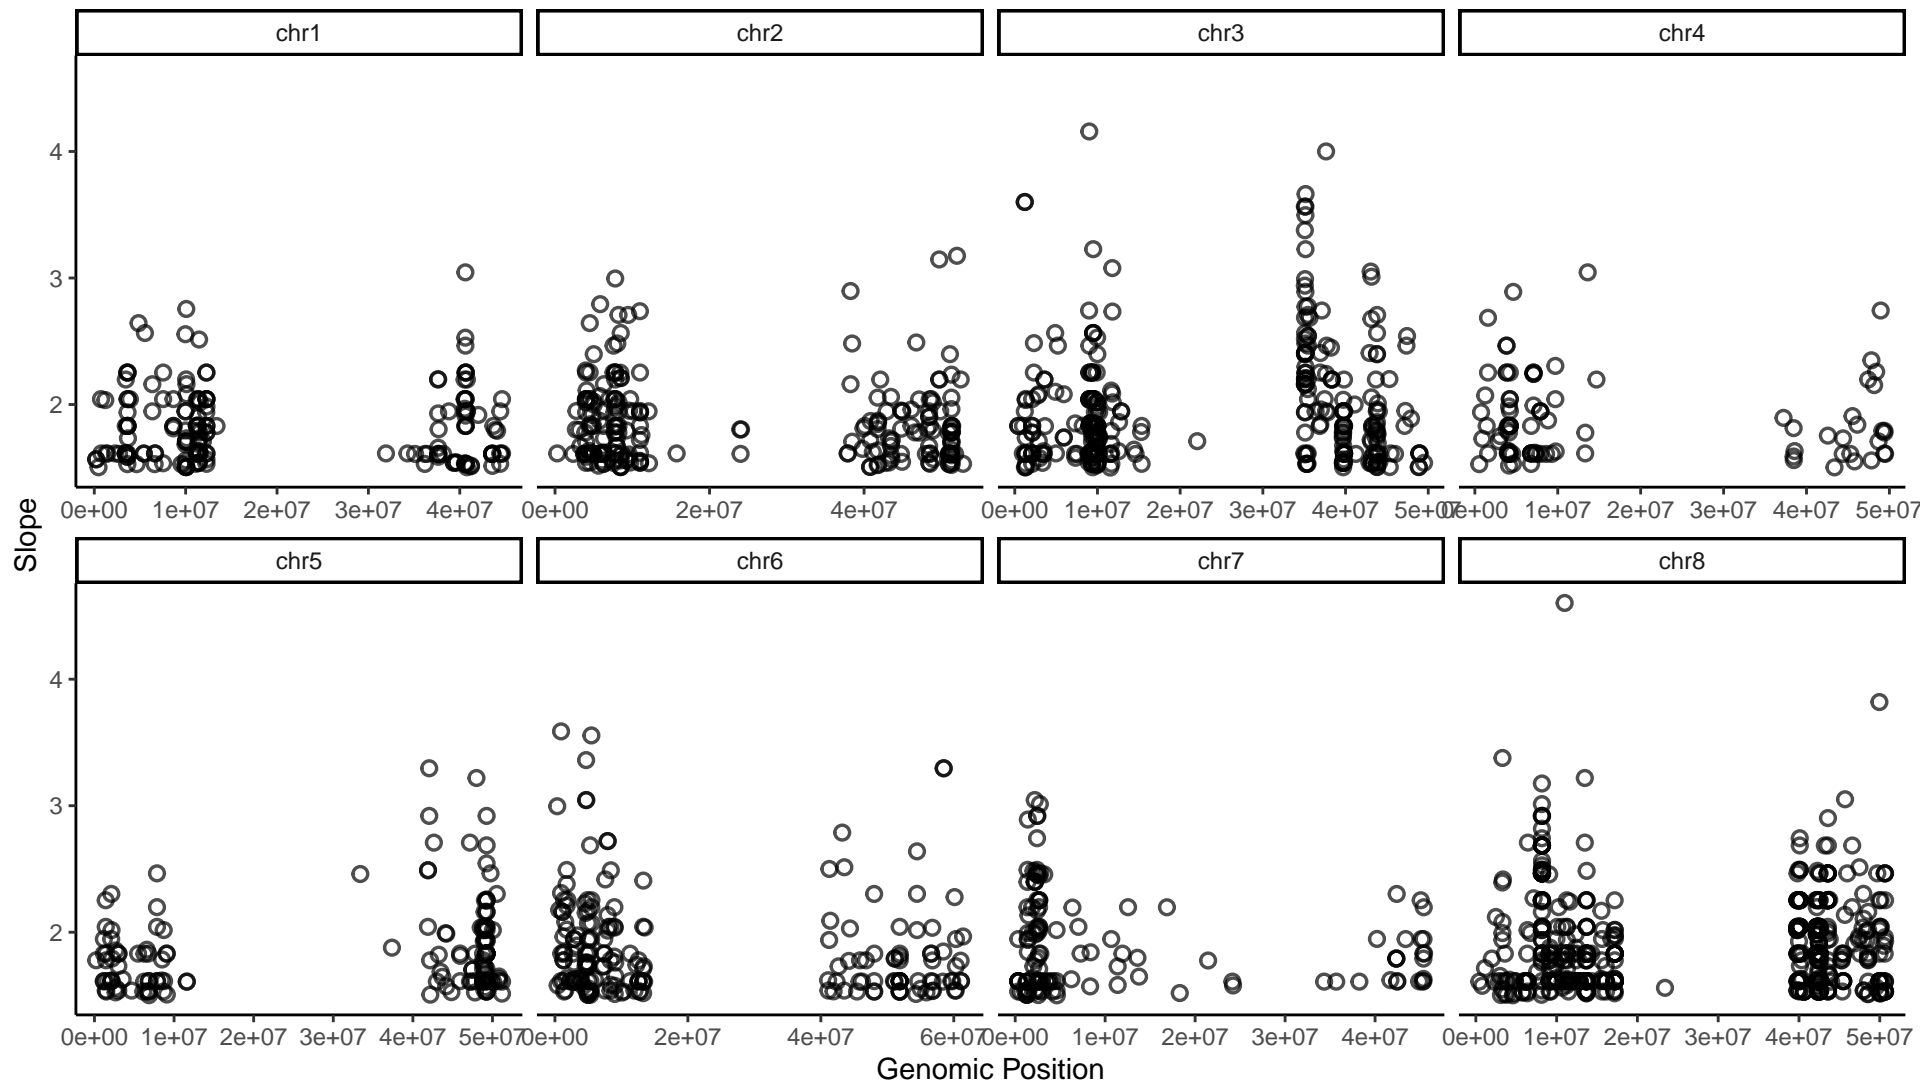 chr1 chr2 chr3 chr4
4
3
2
0e+00 1e+07 2e+07 3e+07 4e+07 0e+00 2e+07 4e+07 0e+00 1e+07 2e+07 3e+07 4e+07 5e+07 0e+00 1e+07 2e+07 3e+07 4e+07 5e+07
Slope
chr5 chr6 chr7 chr8
4
3
2
0e+00 1e+07 2e+07 3e+07 4e+07 5e+07 0e+00 2e+07 4e+07 6e+07 0e+00 1e+07 2e+07 3e+07 4e+07 0e+00 1e+07 2e+07 3e+07 4e+07 5e+07
Genomic Position